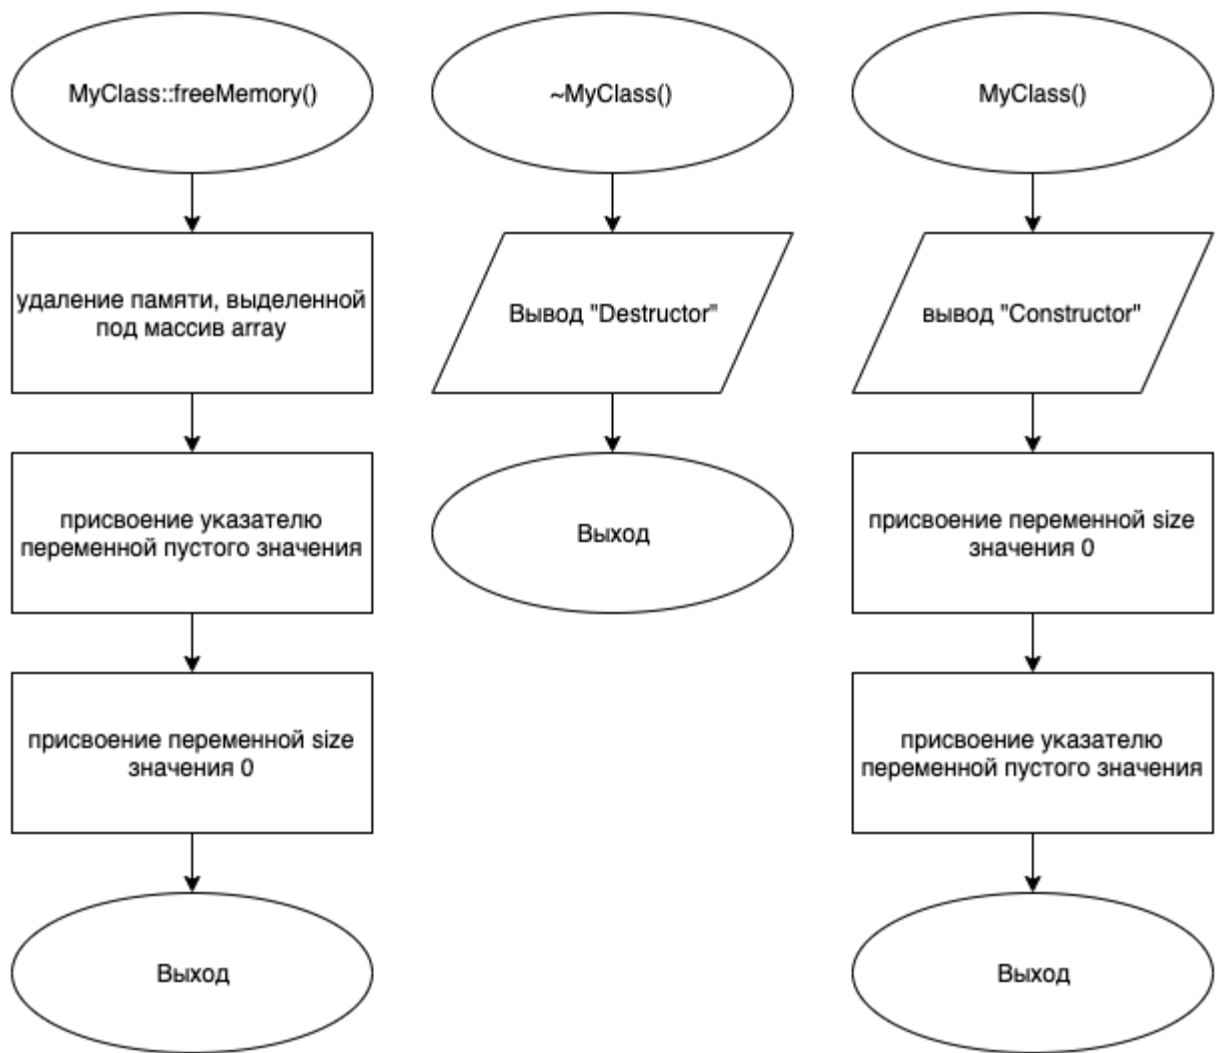 MyClass::freeMemory()
удаление памяти, выделенной
под массив array
присвоение указателю
переменной пустого значения
присвоение переменной size
значения 0
Выход
~MyClass()
Вывод "Destructor"
Выход
MyClass()
вывод "Constructor"
присвоение переменной size
значения 0
присвоение указателю
переменной пустого значения
Выход